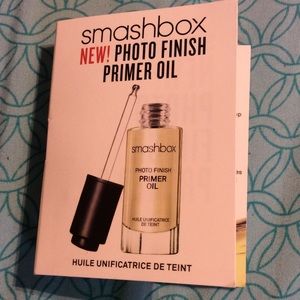 smashbox
NEW! PHOTO FINISH
PRIMER OIL
smashbox
PHOTO FINISH
PRIMER
OIL
HUILE UNIFICATRICE
DE TEINT
HUILE UNIFICATRICE DE TEINT